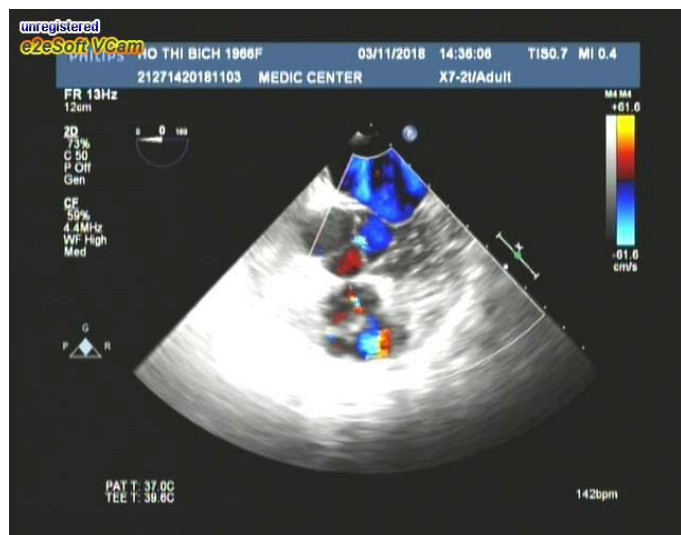 unregistered
e2eSoft VCam
PHILIPS HO THI BICH 1966F 03/11/2018 14:36:06 TIS0.7 MI 0.4
21271420181103 MEDIC CENTER X7-2t/Adult
FR 13Hz
12cm
M4 M4
+61.6
2D
73%
C 50
P Off
Gen
0 0 180
P
CF
59%
4.4MHz
WF High
Med
-61.6
cm/s
G
P R
PAT T: 37.0C
TEE T: 39.6C
142bpm